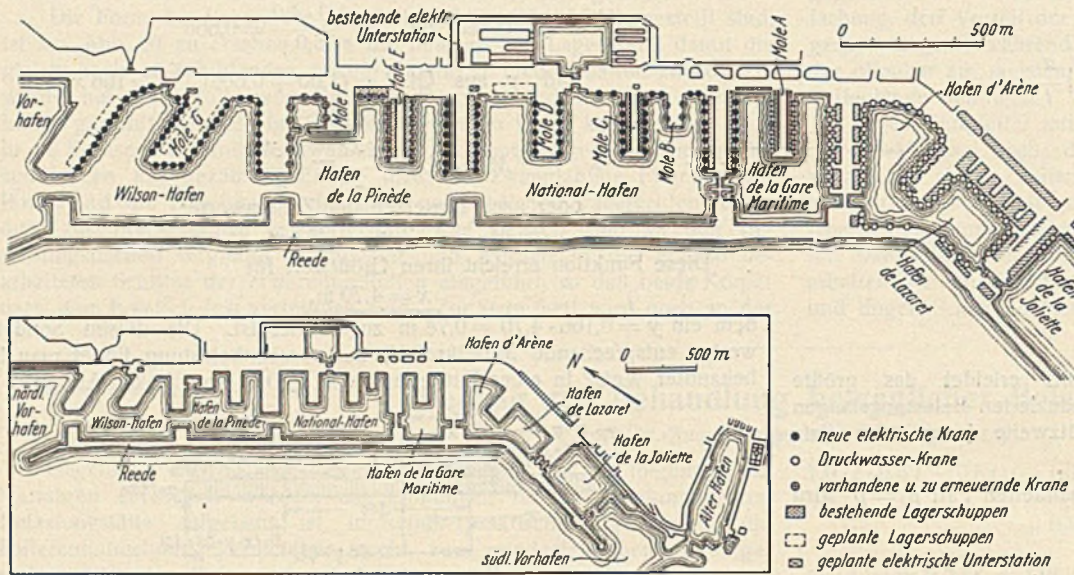 bestehende elektr.
Unterstation
Mole F
Mole E
Mole A
0 500 m
Hafen d'Arène
Vor-
hafen
Mole G
Mole D
Mole C
Mole B
Wilson-Hafen
Hafen
de la Pinède
National-Hafen
Hafen
de la Gare
Maritime
Reede
Hafen
de Lazaret
Hafen
de la
Joliette
Hafen d'Arène
N
0 500 m
nördl.
Vor-
hafen
Wilson-Hafen
Hafen
de la Pinède
National-Hafen
Hafen
de Lazaret
Hafen
de la Joliette
Reede
Hafen de la Gare
Maritime
Alter Hafen
südl. Vorhafen
neue elektrische Krane
Druckwasser-Krane
vorhandene u. zu erneuernde Krane
bestehende Lagerschuppen
geplante Lagerschuppen
geplante elektrische Unterstation